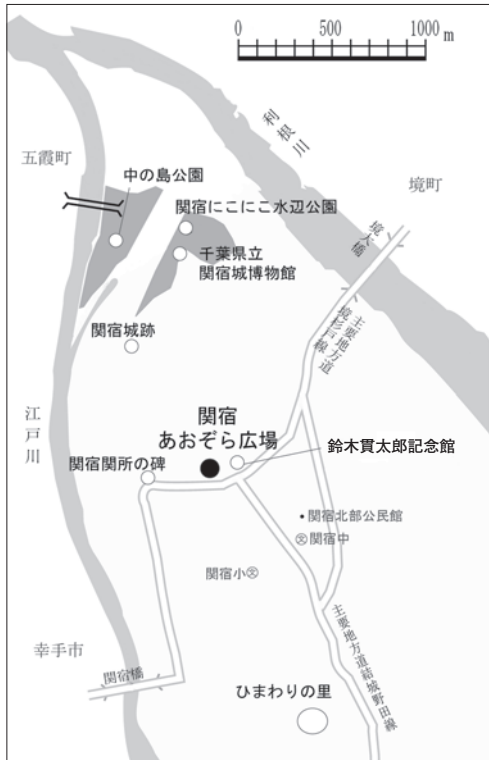 0 500 1000 m
利根川
五霞町
中の島公園
境町
関宿にこにこ水辺公園
境大橋
千葉県立
関宿城博物館
主要地方道
境杉戸線
関宿城跡
江戸川
関宿
あおぞら広場
鈴木貫太郎記念館
関宿関所の碑
関宿北部公民館
関宿中
関宿小
主要地方道結城野田線
幸手市
関宿橋
ひまわりの里